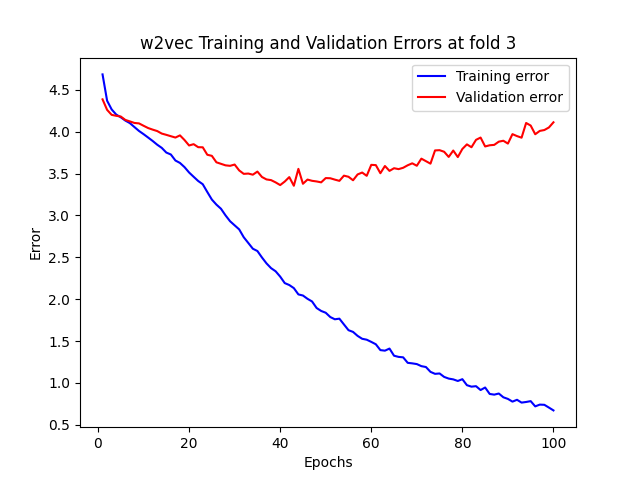 w2vec Training and Validation Errors at fold 3
Training error
Validation error
Error
4.5
4.0
3.5
3.0
2.5
2.0
1.5
1.0
0.5
0 20 40 60 80 100
Epochs